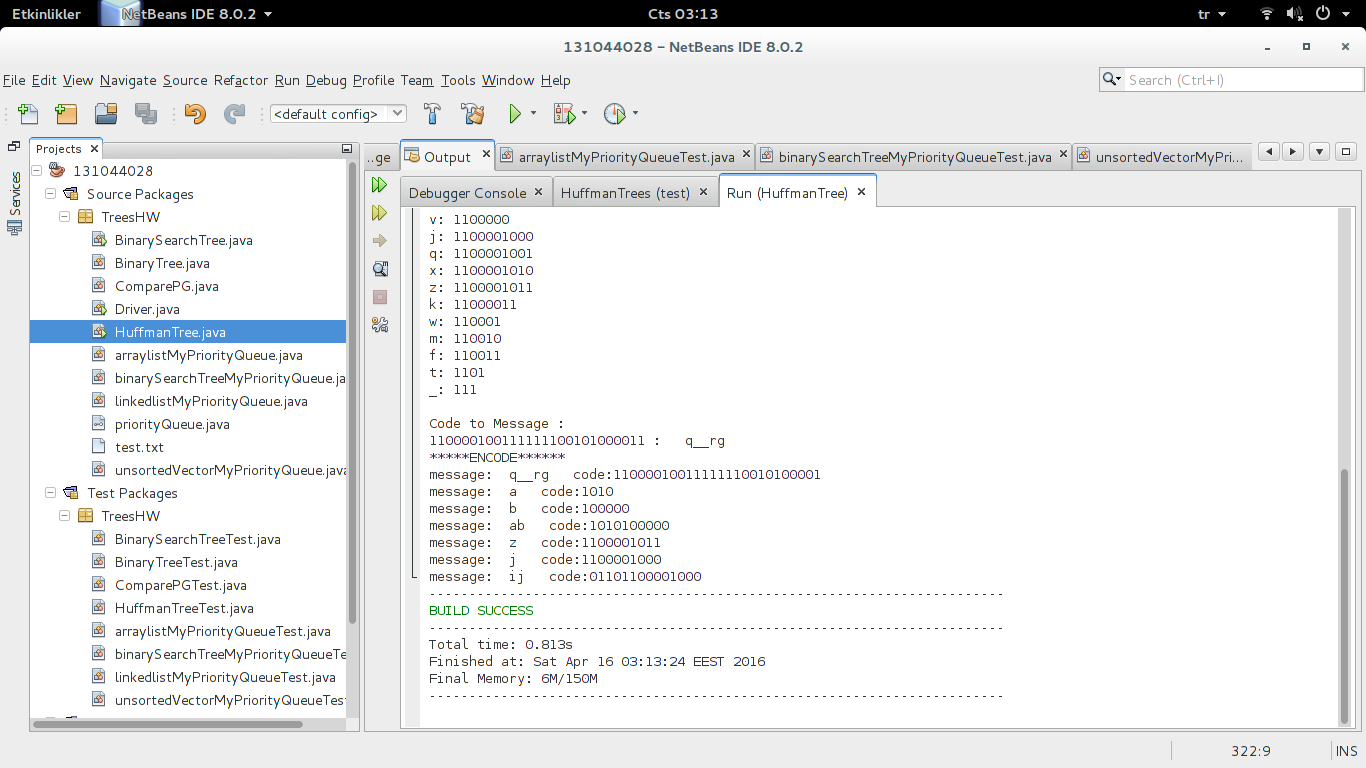 Etkinlikler NetBeans IDE 8.0.2 Cts 03:13 tr
131044028 – NetBeans IDE 8.0.2
File Edit View Navigate Source Refactor Run Debug Profile Team Tools Window Help
Search (Ctrl+I)
<default config>
Services
Projects
131044028
Source Packages
TreesHW
BinarySearchTree.java
BinaryTree.java
ComparePG.java
Driver.java
HuffmanTree.java
arraylistMyPriorityQueue.java
binarySearchTreeMyPriorityQueue.ja
linkedlistMyPriorityQueue.java
priorityQueue.java
test.txt
unsortedVectorMyPriorityQueue.java
Test Packages
TreesHW
BinarySearchTreeTest.java
BinaryTreeTest.java
ComparePGTest.java
HuffmanTreeTest.java
arraylistMyPriorityQueueTest.java
binarySearchTreeMyPriorityQueueTe
linkedlistMyPriorityQueueTest.java
unsortedVectorMyPriorityQueueTest
..ge Output arraylistMyPriorityQueueTest.java binarySearchTreeMyPriorityQueueTest.java unsortedVectorMyPri...
Debugger Console HuffmanTrees (test) Run (HuffmanTree)
v: 1100000
j: 1100001000
q: 1100001001
x: 1100001010
z: 1100001011
k: 11000011
w: 110001
m: 110010
f: 110011
t: 1101
_: 111
Code to Message :
1100001001111111100101000011 : q__rg
*****ENCODE******
message: q__rg code:110000100111111110010100001
message: a code:1010
message: b code:100000
message: ab code:1010100000
message: z code:1100001011
message: j code:1100001000
message: ij code:01101100001000
------------------------------------------------------------------------
BUILD SUCCESS
------------------------------------------------------------------------
Total time: 0.813s
Finished at: Sat Apr 16 03:13:24 EEST 2016
Final Memory: 6M/150M
------------------------------------------------------------------------
322:9 INS